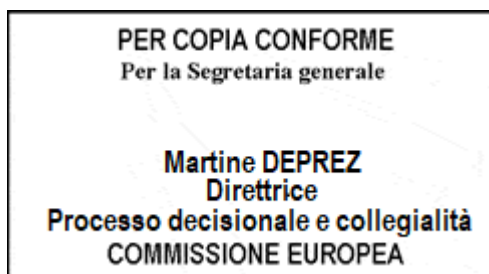 PER COPIA CONFORME
Per la Segretaria generale
Martine DEPREZ
Direttrice
Processo decisionale e collegialità
COMMISSIONE EUROPEA